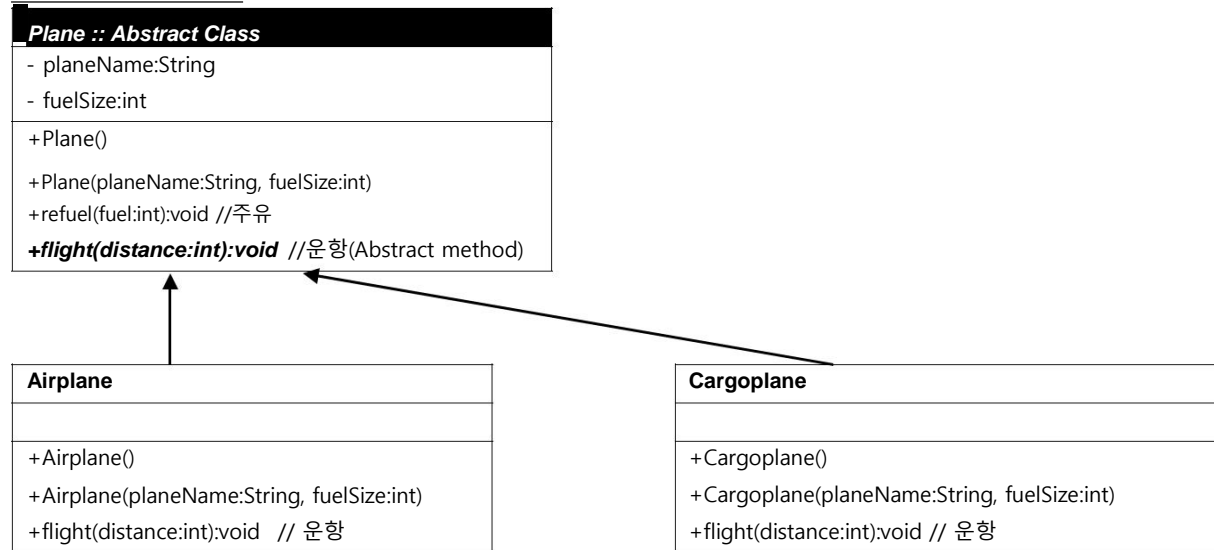 Plane :: Abstract Class
- planeName:String
- fuelSize:int
+Plane()
+Plane(planeName:String, fuelSize:int)
+refuel(fuel:int):void //주유
+flight(distance:int):void //운항(Abstract method)
Airplane
+Airplane()
+Airplane(planeName:String, fuelSize:int)
+flight(distance:int):void // 운항
Cargoplane
+Cargoplane()
+Cargoplane(planeName:String, fuelSize:int)
+flight(distance:int):void // 운항